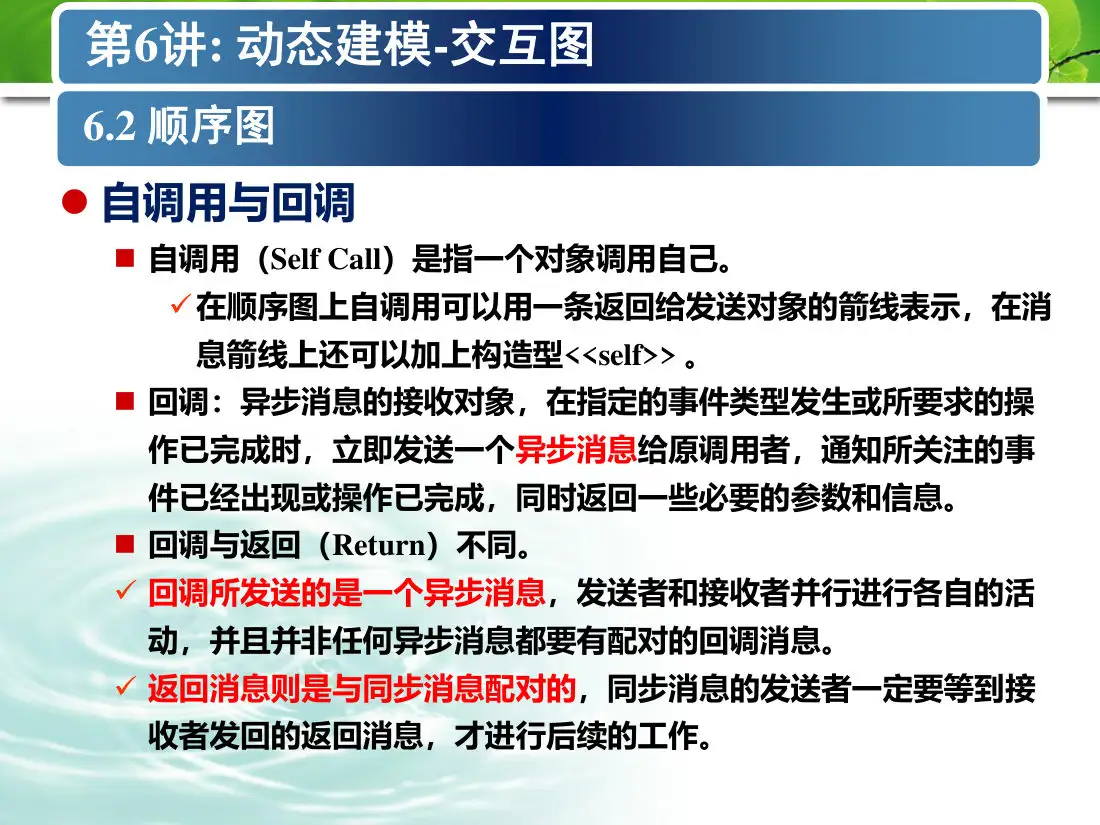 第6讲: 动态建模-交互图
6.2 顺序图
自调用与回调
自调用（Self Call）是指一个对象调用自己。
在顺序图上自调用可以用一条返回给发送对象的箭线表示，在消
息箭线上还可以加上构造型<<self>> 。
回调：异步消息的接收对象，在指定的事件类型发生或所要求的操
作已完成时，立即发送一个异步消息给原调用者，通知所关注的事
件已经出现或操作已完成，同时返回一些必要的参数和信息。
回调与返回（Return）不同。
回调所发送的是一个异步消息，发送者和接收者并行进行各自的活
动，并且并非任何异步消息都要有配对的回调消息。
返回消息则是与同步消息配对的，同步消息的发送者一定要等到接
收者发回的返回消息，才进行后续的工作。